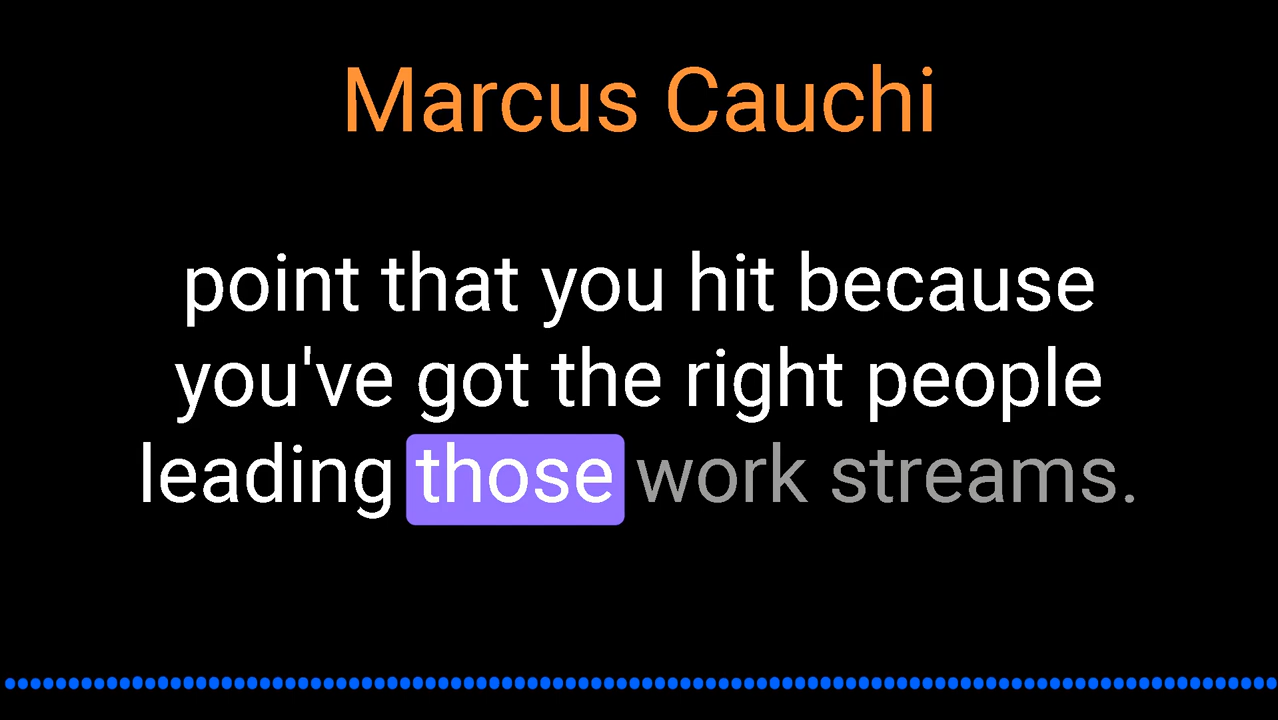 Marcus Cauchi
point that you hit because
you've got the right people
leading those work streams.